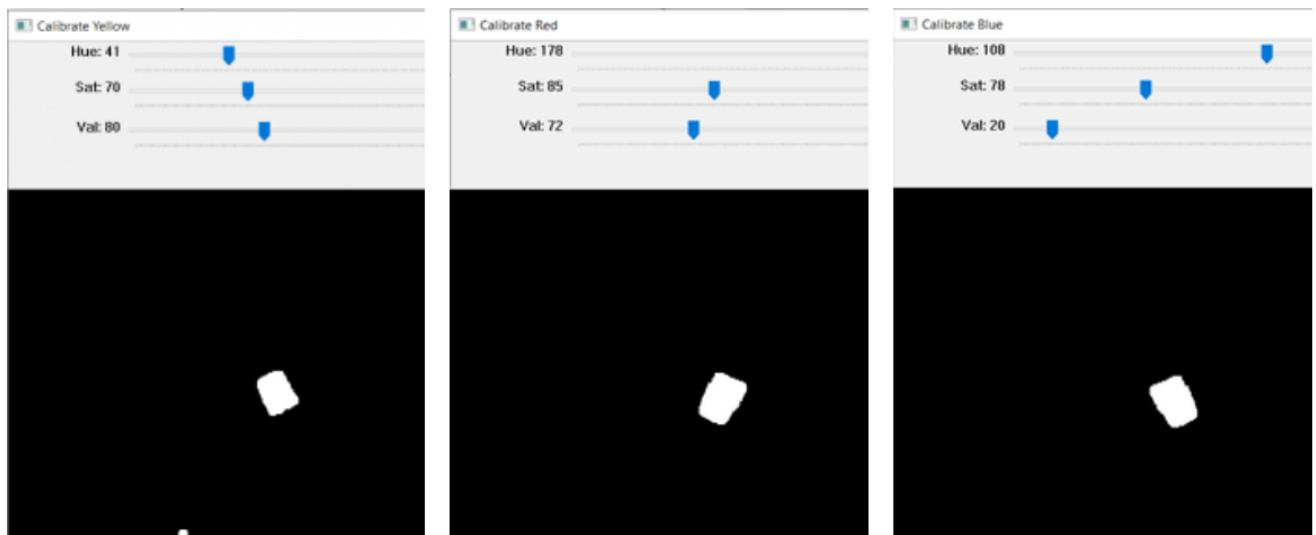 Calibrate Yellow
Hue: 41
Sat: 70
Val: 80
Calibrate Red
Hue: 178
Sat: 85
Val: 72
Calibrate Blue
Hue: 108
Sat: 78
Val: 20